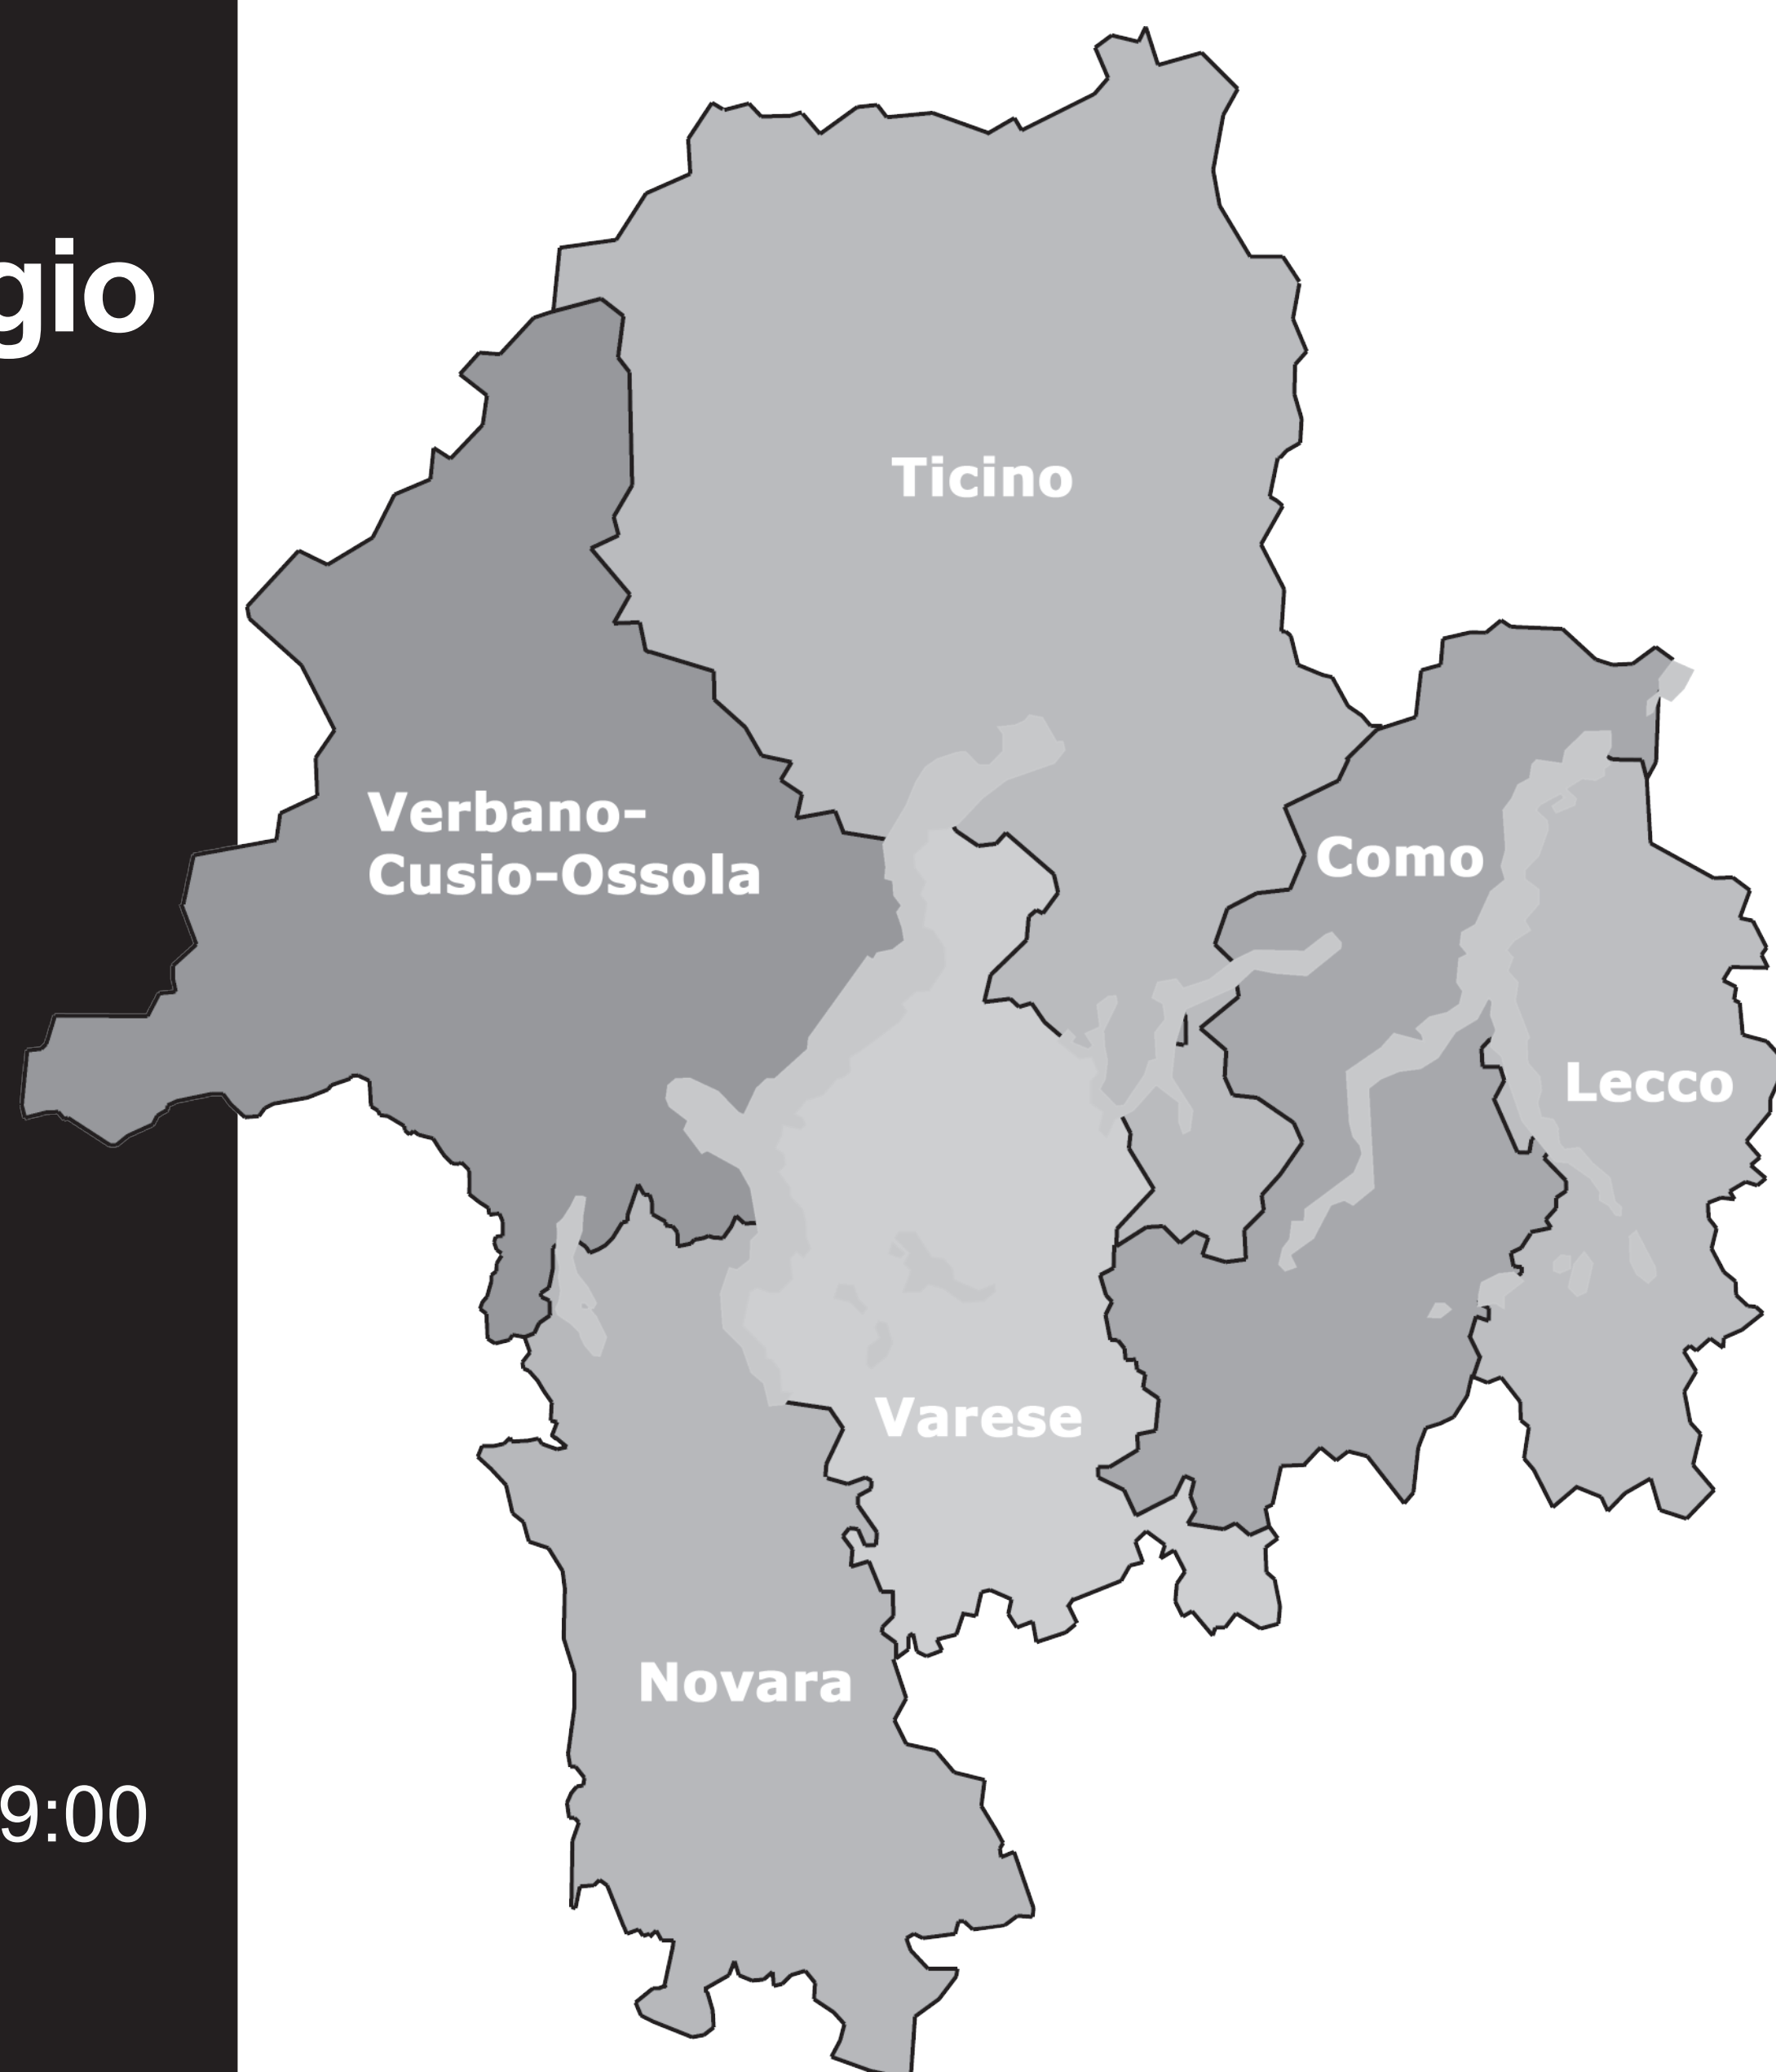 gio
Ticino
Verbano-
Cusio-Ossola
Como
Lecco
Varese
Novara
9:00